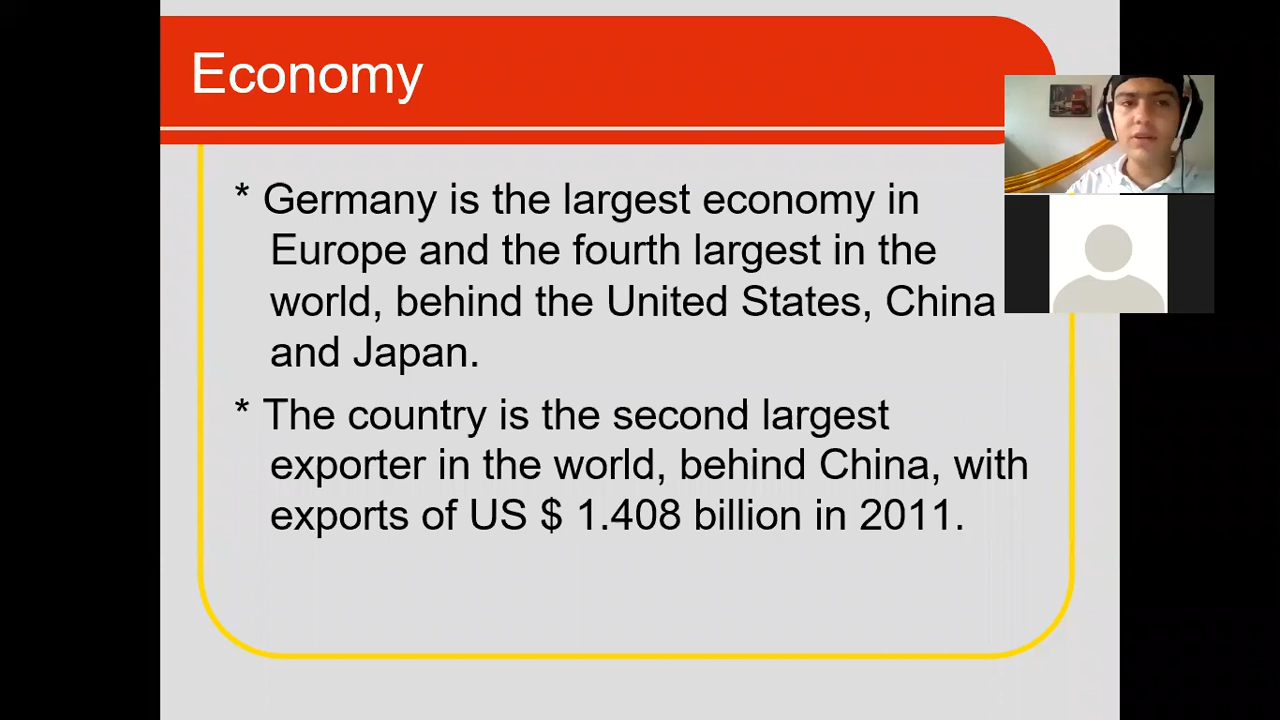 Economy
* Germany is the largest economy in
Europe and the fourth largest in the
world, behind the United States, China
and Japan.
* The country is the second largest
exporter in the world, behind China, with
exports of US $ 1.408 billion in 2011.